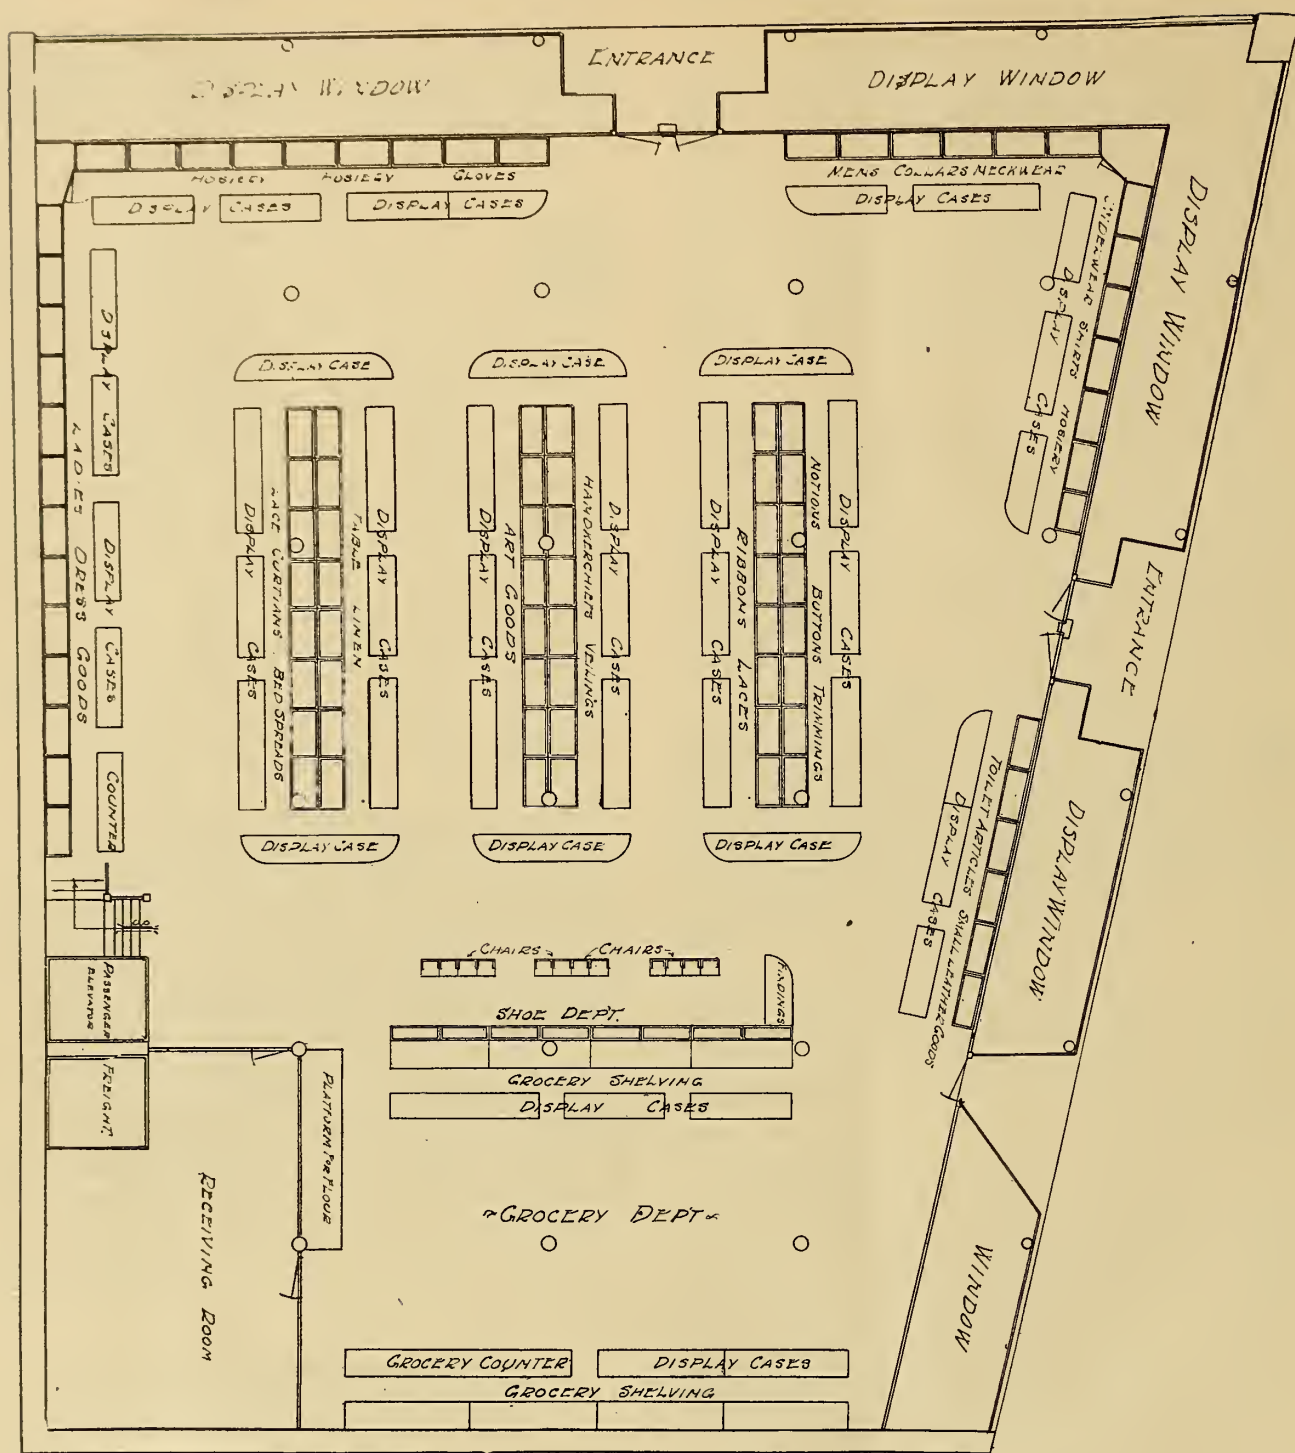 DISPLAY WINDOW
ENTRANCE
DISPLAY WINDOW
HOSIERY HOSIERY GLOVES
MENS COLLARS NECKWEAR
DISPLAY CASES
DISPLAY CASES
DISPLAY CASES
DISPLAY WINDOW
UNDERWEAR SHIRTS HOSIERY
DISPLAY CASES
DISPLAY CASE
DISPLAY CASE
DISPLAY CASE
DISPLAY CASES
LADIES DRESS GOODS
DISPLAY CASES
COUNTER
DISPLAY CASES
LACE CURTIANS. BED SPREADS
TABLE LINEN
DISPLAY CASES
DISPLAY CASES
ART GOODS
HANDKERCHIEFS VEILINGS
DISPLAY CASES
DISPLAY CASES
RIBBONS LACES
NOTIONS BUTTONS TRIMMINGS
DISPLAY CASES
ENTRANCE
DISPLAY CASE
DISPLAY CASE
DISPLAY CASE
TOILET ARTICLES SMALL LEATHER GOODS
DISPLAY CASES
DISPLAY WINDOW
CHAIRS CHAIRS
PASSENGER
ELEVATOR
FINDINGS
SHOE DEPT.
FREIGHT.
GROCERY SHELVING
DISPLAY CASES
PLATFORM FOR FLOUR
RECEIVING ROOM
~GROCERY DEPT~
WINDOW
GROCERY COUNTER
DISPLAY CASES
GROCERY SHELVING